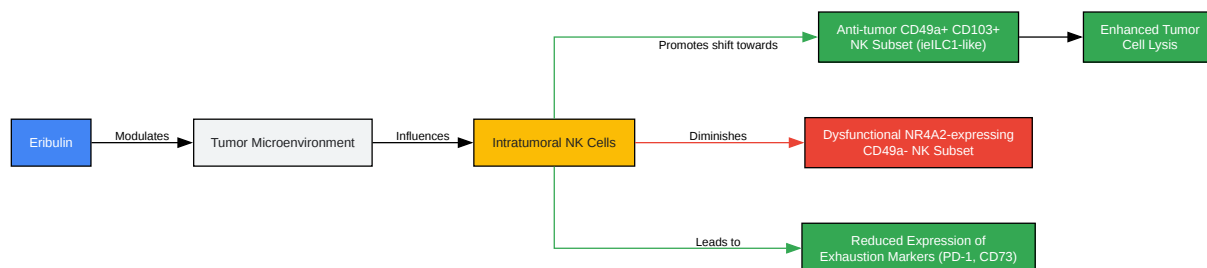 Anti-tumor CD49a+ CD103+
NK Subset (ieILC1-like)
Enhanced Tumor
Cell Lysis
Promotes shift towards
Eribulin
Modulates
Tumor Microenvironment
Influences
Intratumoral NK Cells
Diminishes
Dysfunctional NR4A2-expressing
CD49a- NK Subset
Leads to
Reduced Expression of
Exhaustion Markers (PD-1, CD73)